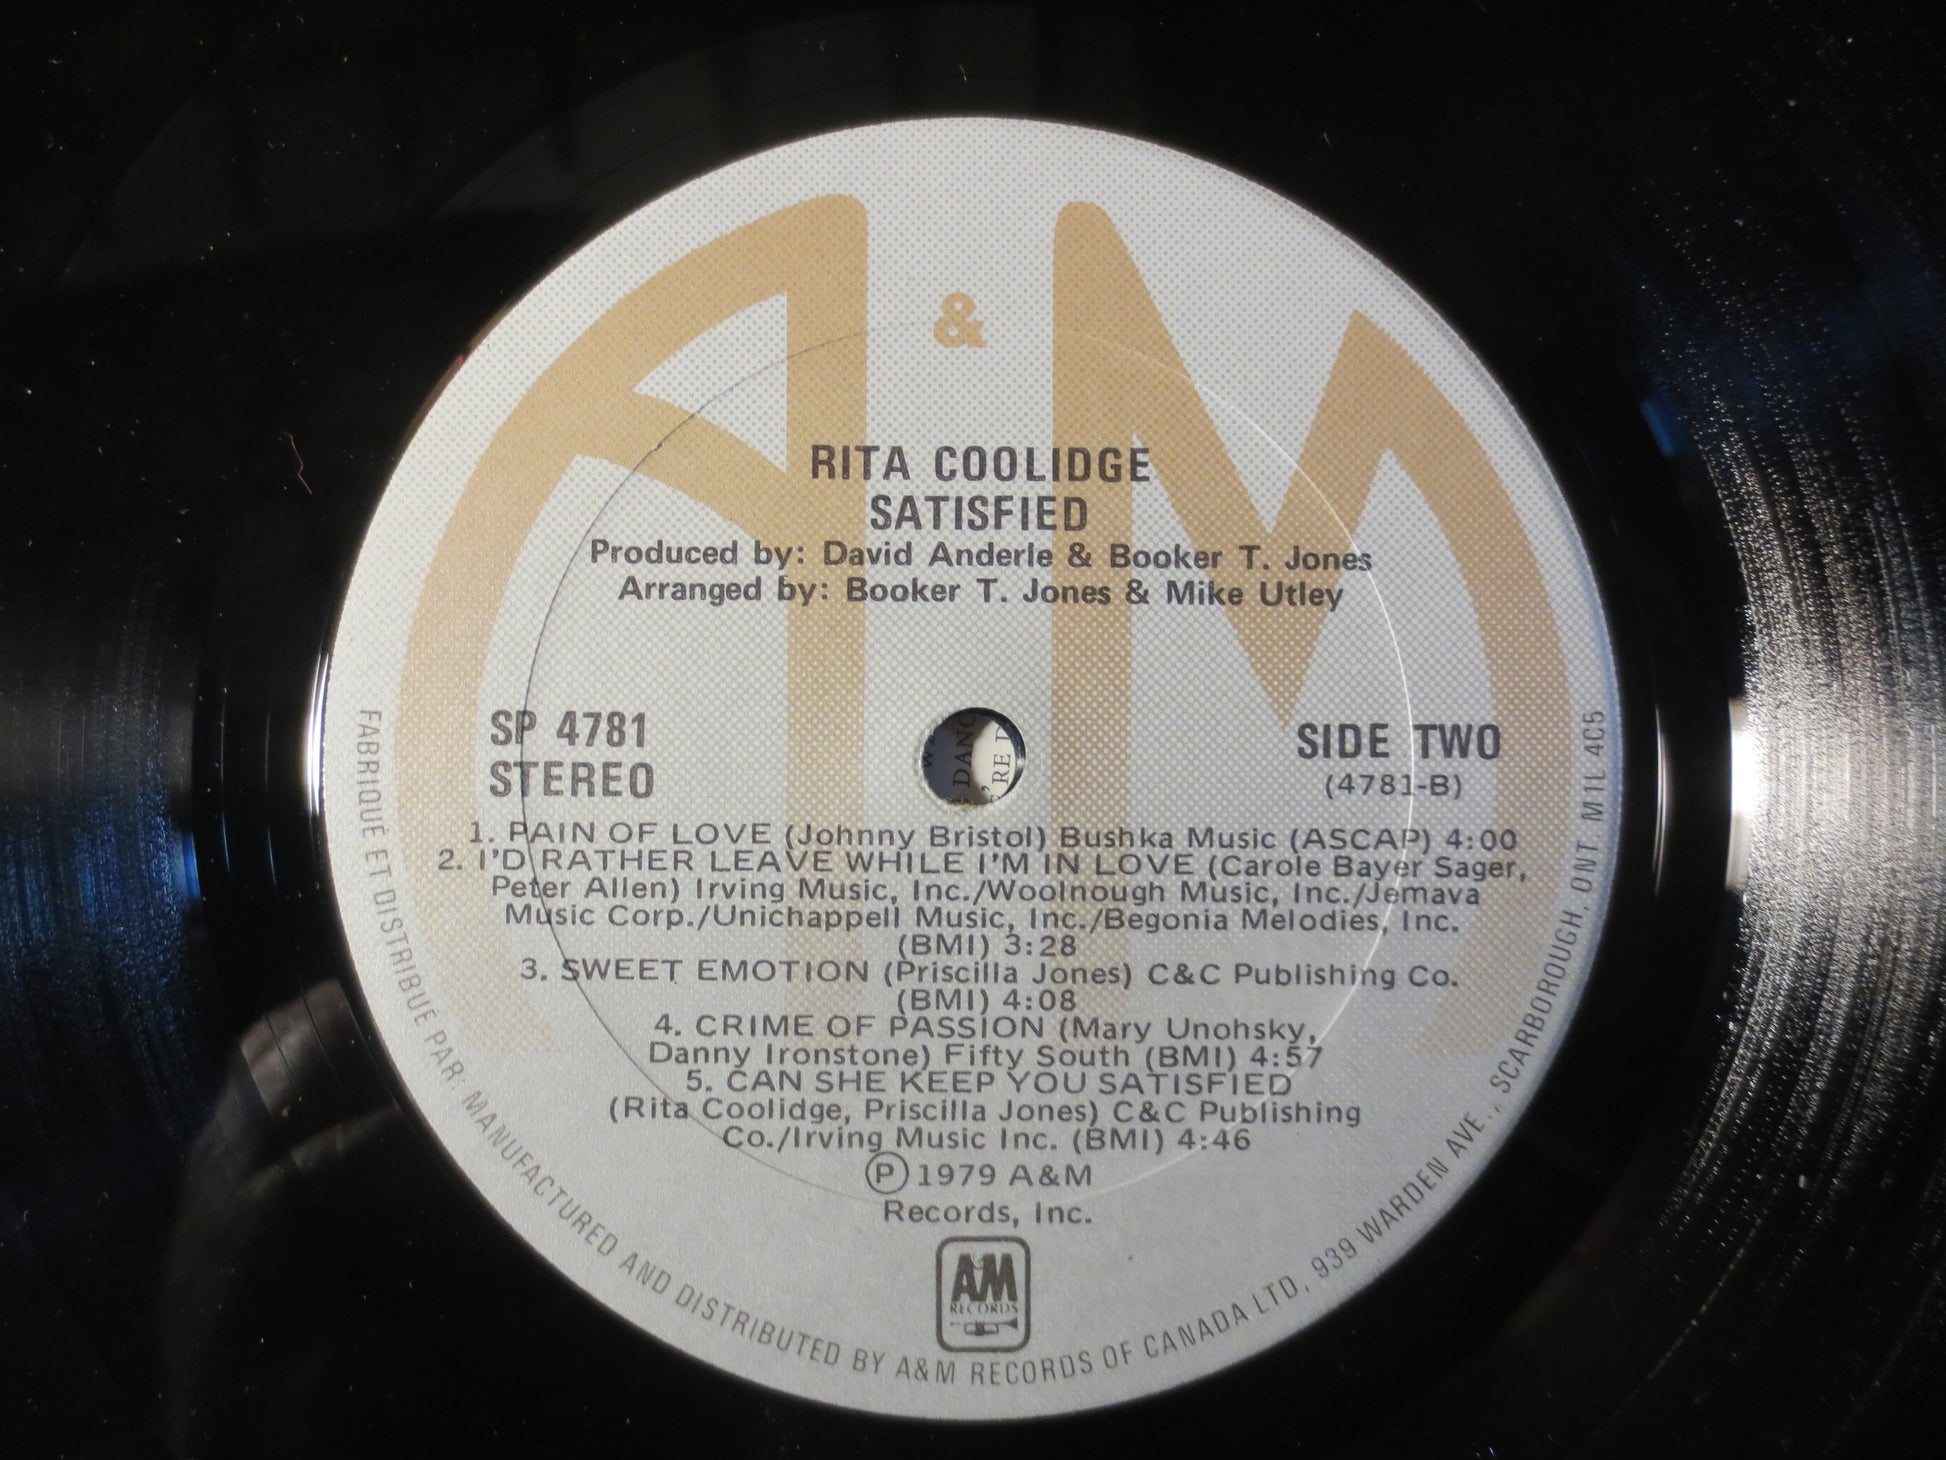 A & M
RITA COOLIDGE
SATISFIED
Produced by: David Anderle & Booker T. Jones
Arranged by: Booker T. Jones & Mike Utley
SP 4781
STEREO
SIDE TWO
(4781-B)
1. PAIN OF LOVE (Johnny Bristol) Bushka Music (ASCAP) 4:00
2. I'D RATHER LEAVE WHILE I'M IN LOVE (Carole Bayer Sager,
Peter Allen) Irving Music, Inc./Woolnough Music, Inc./Jemava
Music Corp./Unichappell Music, Inc./Begonia Melodies, Inc.
(BMI) 3:28
3. SWEET EMOTION (Priscilla Jones) C&C Publishing Co.
(BMI) 4:08
4. CRIME OF PASSION (Mary Unohsky,
Danny Ironstone) Fifty South (BMI) 4:57
5. CAN SHE KEEP YOU SATISFIED
(Rita Coolidge, Priscilla Jones) C&C Publishing
Co./Irving Music Inc. (BMI) 4:46
Ⓟ 1979 A&M
Records, Inc.
A&M
RECORDS
FABRIQUÉ ET DISTRIBUÉ PAR: MANUFACTURED AND DISTRIBUTED BY A&M RECORDS OF CANADA LTD, 939 WARDEN AVE., SCARBOROUGH, ONT. M1L 4C5